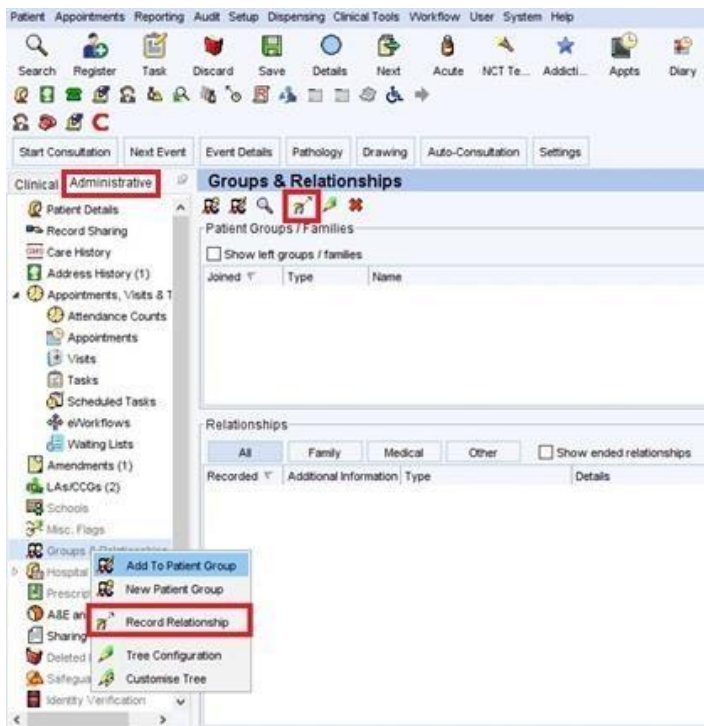 Patient Appointments Reporting Audit Setup Dispensing Clinical Tools Workflow User System Help
Search Register Task Discard Save Details Next Acute NCT Te... Addicti... Appts Diary
Start Consultation Next Event Event Details Pathology Drawing Auto-Consultation Settings
Clinical Administrative
Groups & Relationships
Patient Details
Record Sharing
Care History
Address History (1)
Appointments, Visits & T
Attendance Counts
Appointments
Visits
Tasks
Scheduled Tasks
eWorkflows
Waiting Lists
Amendments (1)
LAs/CCGs (2)
Schools
Misc. Flags
Groups & Relationships
Hospital
Prescrip
A&E an
Sharing
Deleted
Safegua
Identity Verification
Add To Patient Group
New Patient Group
Record Relationship
Tree Configuration
Customise Tree
Patient Groups / Families
Show left groups / families
Joined Type Name
Relationships
All Family Medical Other Show ended relationships
Recorded Additional Information Type Details